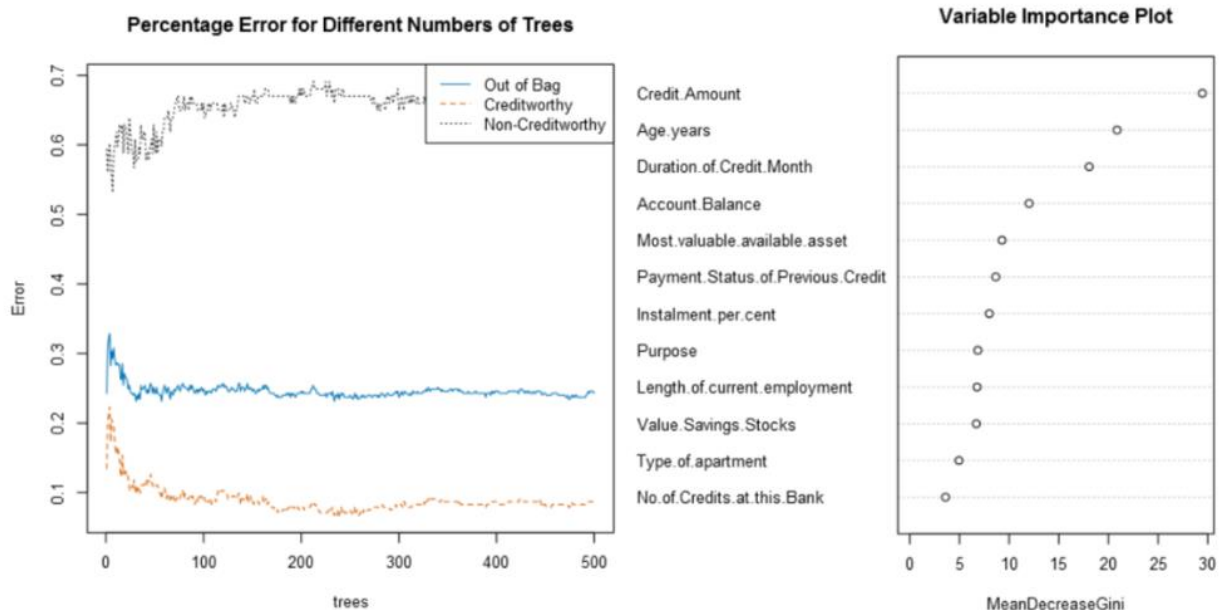 Percentage Error for Different Numbers of Trees
Out of Bag
Creditworthy
Non-Creditworthy
Error
0.7
0.6
0.5
0.4
0.3
0.2
0.1
0 100 200 300 400 500
trees
Variable Importance Plot
Credit.Amount
Age.years
Duration.of.Credit.Month
Account.Balance
Most.valuable.available.asset
Payment.Status.of.Previous.Credit
Instalment.per.cent
Purpose
Length.of.current.employment
Value.Savings.Stocks
Type.of.apartment
No.of.Credits.at.this.Bank
0 5 10 15 20 25 30
MeanDecreaseGini